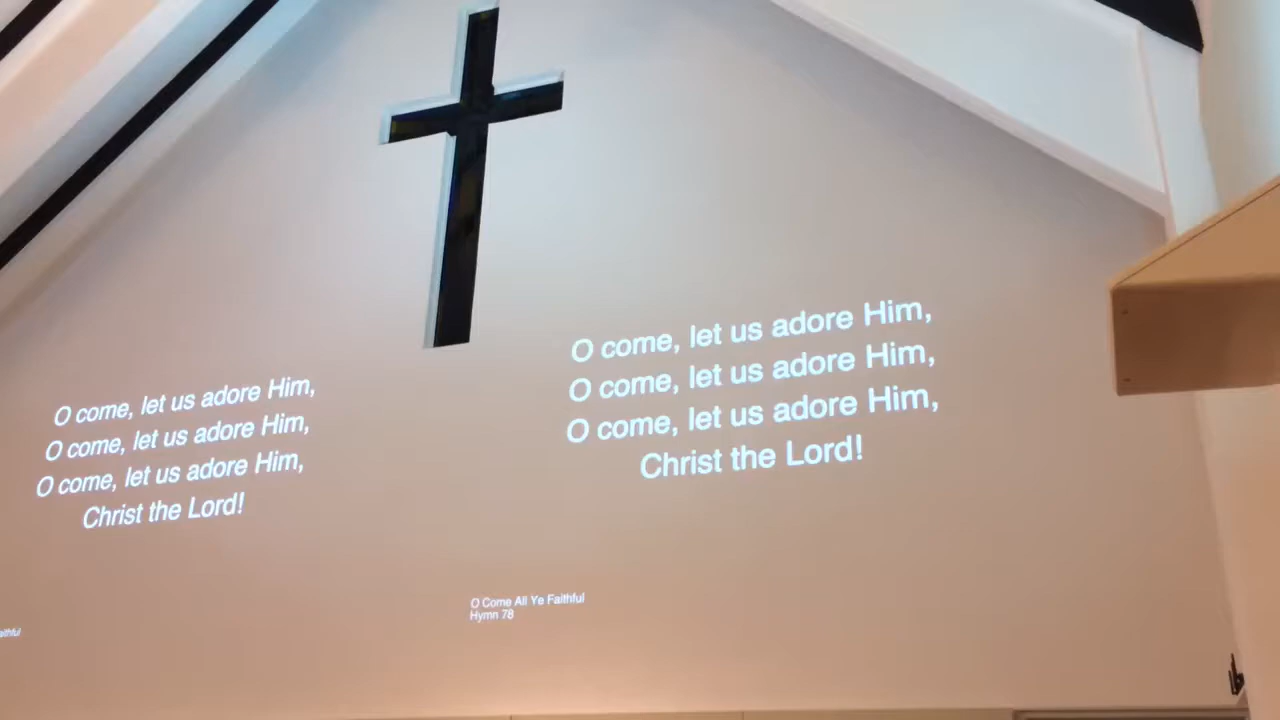 O come, let us adore Him,
O come, let us adore Him,
O come, let us adore Him,
Christ the Lord!
O come, let us adore Him,
O come, let us adore Him,
O come, let us adore Him,
Christ the Lord!
O Come All Ye Faithful
Hymn 78